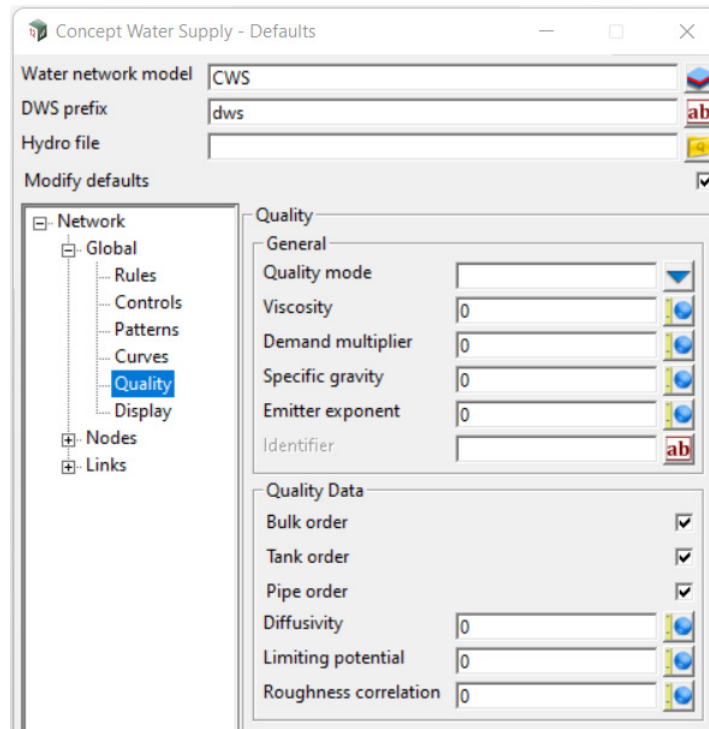 Concept Water Supply - Defaults
Water network model CWS
DWS prefix dws ab
Hydro file
Modify defaults
Network
Global
Rules
Controls
Patterns
Curves
Quality
Display
Nodes
Links
Quality
General
Quality mode
Viscosity 0
Demand multiplier 0
Specific gravity 0
Emitter exponent 0
Identifier ab
Quality Data
Bulk order
Tank order
Pipe order
Diffusivity 0
Limiting potential 0
Roughness correlation 0